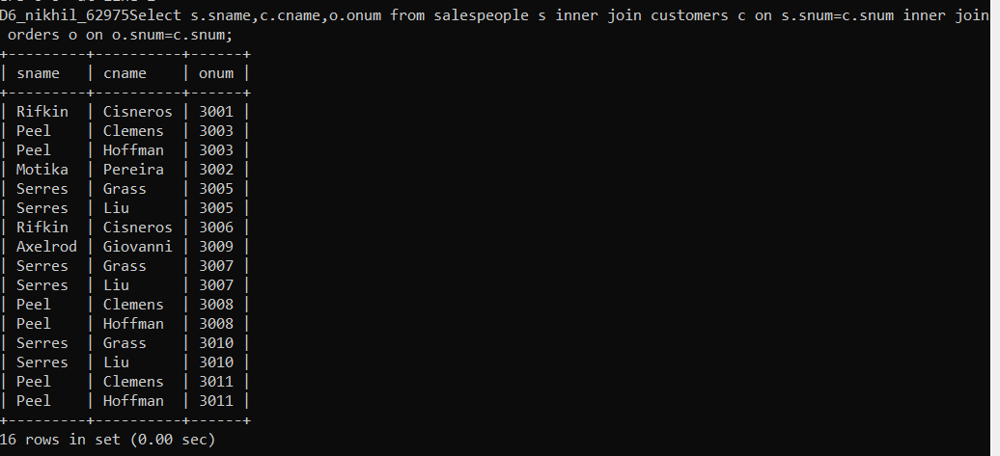 D6_nikhil_62975Select s.sname,c.cname,o.onum from salespeople s inner join customers c on s.snum=c.snum inner join
 orders o on o.snum=c.snum;
+---------+----------+------+
| sname   | cname    | onum |
+---------+----------+------+
| Rifkin  | Cisneros | 3001 |
| Peel    | Clemens  | 3003 |
| Peel    | Hoffman  | 3003 |
| Motika  | Pereira  | 3002 |
| Serres  | Grass    | 3005 |
| Serres  | Liu      | 3005 |
| Rifkin  | Cisneros | 3006 |
| Axelrod | Giovanni | 3009 |
| Serres  | Grass    | 3007 |
| Serres  | Liu      | 3007 |
| Peel    | Clemens  | 3008 |
| Peel    | Hoffman  | 3008 |
| Serres  | Grass    | 3010 |
| Serres  | Liu      | 3010 |
| Peel    | Clemens  | 3011 |
| Peel    | Hoffman  | 3011 |
+---------+----------+------+
16 rows in set (0.00 sec)